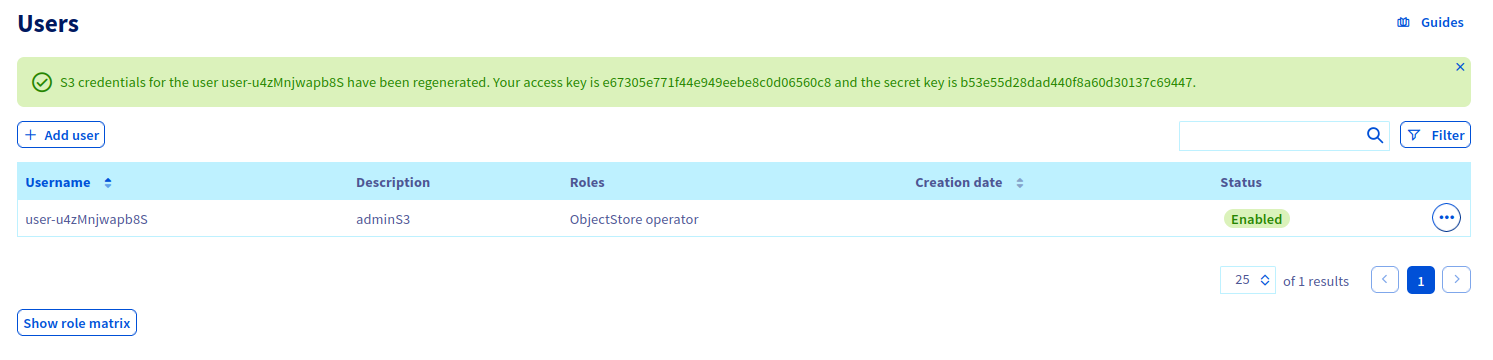 Users
Guides
S3 credentials for the user user-u4zMnjwapb8S have been regenerated. Your access key is e67305e771f44e949eebe8c0d06560c8 and the secret key is b53e55d28dad440f8a60d30137c69447.
Add user
Filter
Username Description Roles Creation date Status
user-u4zMnjwapb8S adminS3 ObjectStore operator Enabled
25 of 1 results 1
Show role matrix